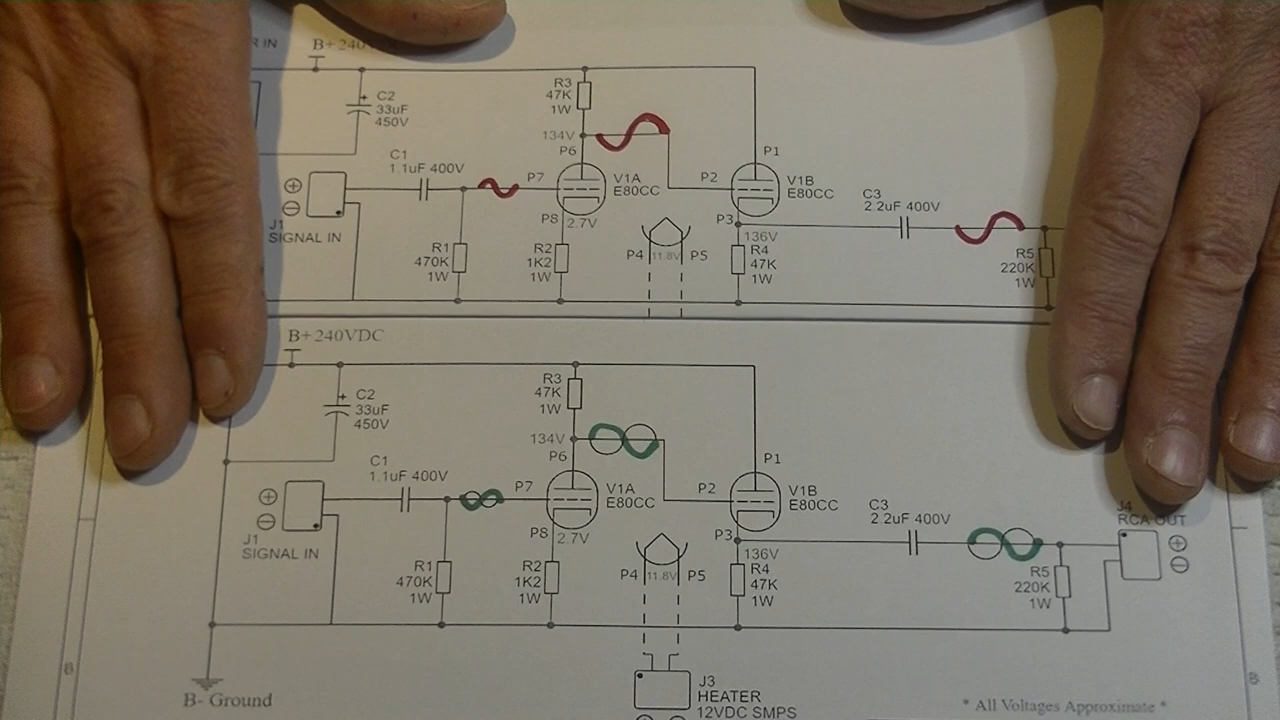 R IN
B+240V
C2
33uF
450V
R3
47K
1W
134V
P6
C1
1.1uF 400V
P7
V1A
E80CC
P8
2.7V
P2
P1
V1B
E80CC
P3
136V
C3
2.2uF 400V
J1
SIGNAL IN
R1
470K
1W
R2
1K2
1W
P4
11.8V
P5
R4
47K
1W
R5
220K
1W
B+240VDC
C2
33uF
450V
R3
47K
1W
134V
P6
C1
1.1uF 400V
P7
V1A
E80CC
P8
2.7V
P2
P1
V1B
E80CC
P3
136V
C3
2.2uF 400V
J4
RCA OUT
J1
SIGNAL IN
R1
470K
1W
R2
1K2
1W
P4
11.8V
P5
R4
47K
1W
R5
220K
1W
B
B
B- Ground
J3
HEATER
12VDC SMPS
* All Voltages Approximate *